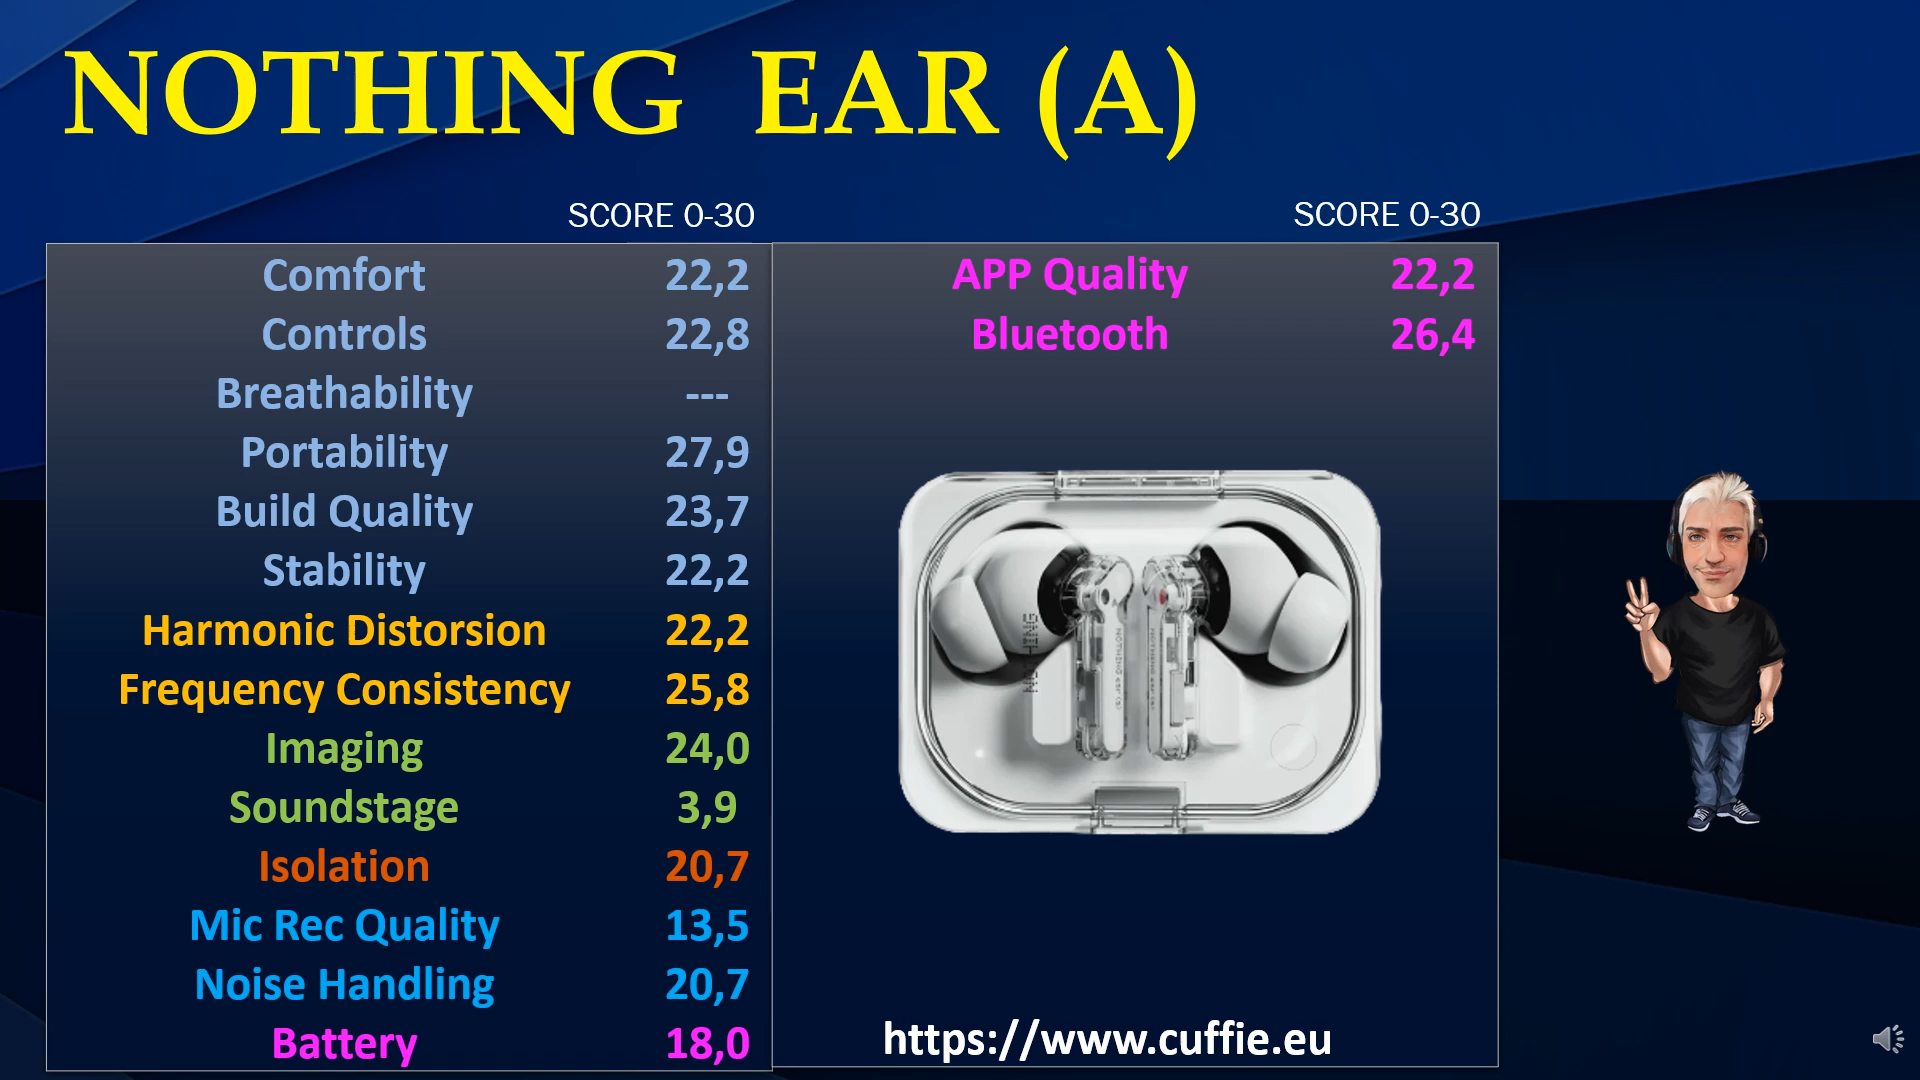 NOTHING EAR (A)
SCORE 0-30
Comfort 22,2
Controls 22,8
Breathability ---
Portability 27,9
Build Quality 23,7
Stability 22,2
Harmonic Distorsion 22,2
Frequency Consistency 25,8
Imaging 24,0
Soundstage 3,9
Isolation 20,7
Mic Rec Quality 13,5
Noise Handling 20,7
Battery 18,0
SCORE 0-30
APP Quality 22,2
Bluetooth 26,4
NOTHING
https://www.cuffie.eu